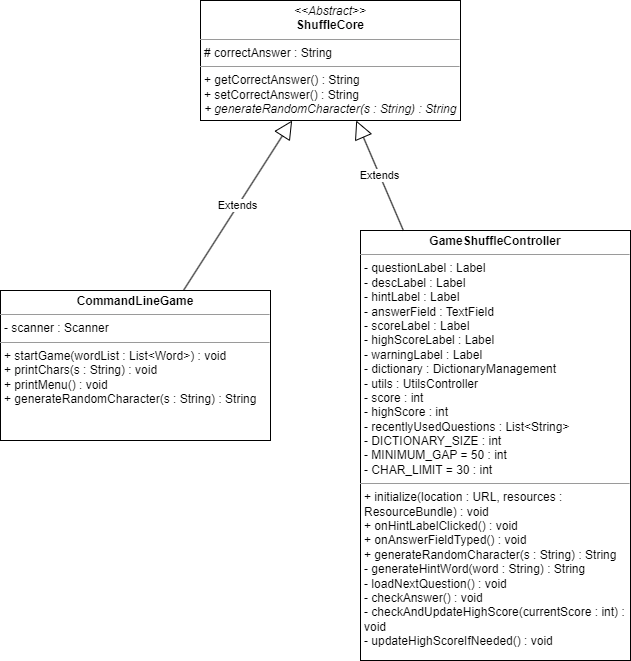 <<Abstract>>
ShuffleCore
# correctAnswer : String
+ getCorrectAnswer() : String
+ setCorrectAnswer() : String
+ generateRandomCharacter(s : String) : String
Extends
Extends
CommandLineGame
- scanner : Scanner
+ startGame(wordList : List<Word>) : void
+ printChars(s : String) : void
+ printMenu() : void
+ generateRandomCharacter(s : String) : String
GameShuffleController
- questionLabel : Label
- descLabel : Label
- hintLabel : Label
- answerField : TextField
- scoreLabel : Label
- highScoreLabel : Label
- warningLabel : Label
- dictionary : DictionaryManagement
- utils : UtilsController
- score : int
- highScore : int
- recentlyUsedQuestions : List<String>
- DICTIONARY_SIZE : int
- MINIMUM_GAP = 50 : int
- CHAR_LIMIT = 30 : int
+ initialize(location : URL, resources :
ResourceBundle) : void
+ onHintLabelClicked() : void
+ onAnswerFieldTyped() : void
+ generateRandomCharacter(s : String) : String
- generateHintWord(word : String) : String
- loadNextQuestion() : void
- checkAnswer() : void
- checkAndUpdateHighScore(currentScore : int) :
void
- updateHighScoreIfNeeded() : void